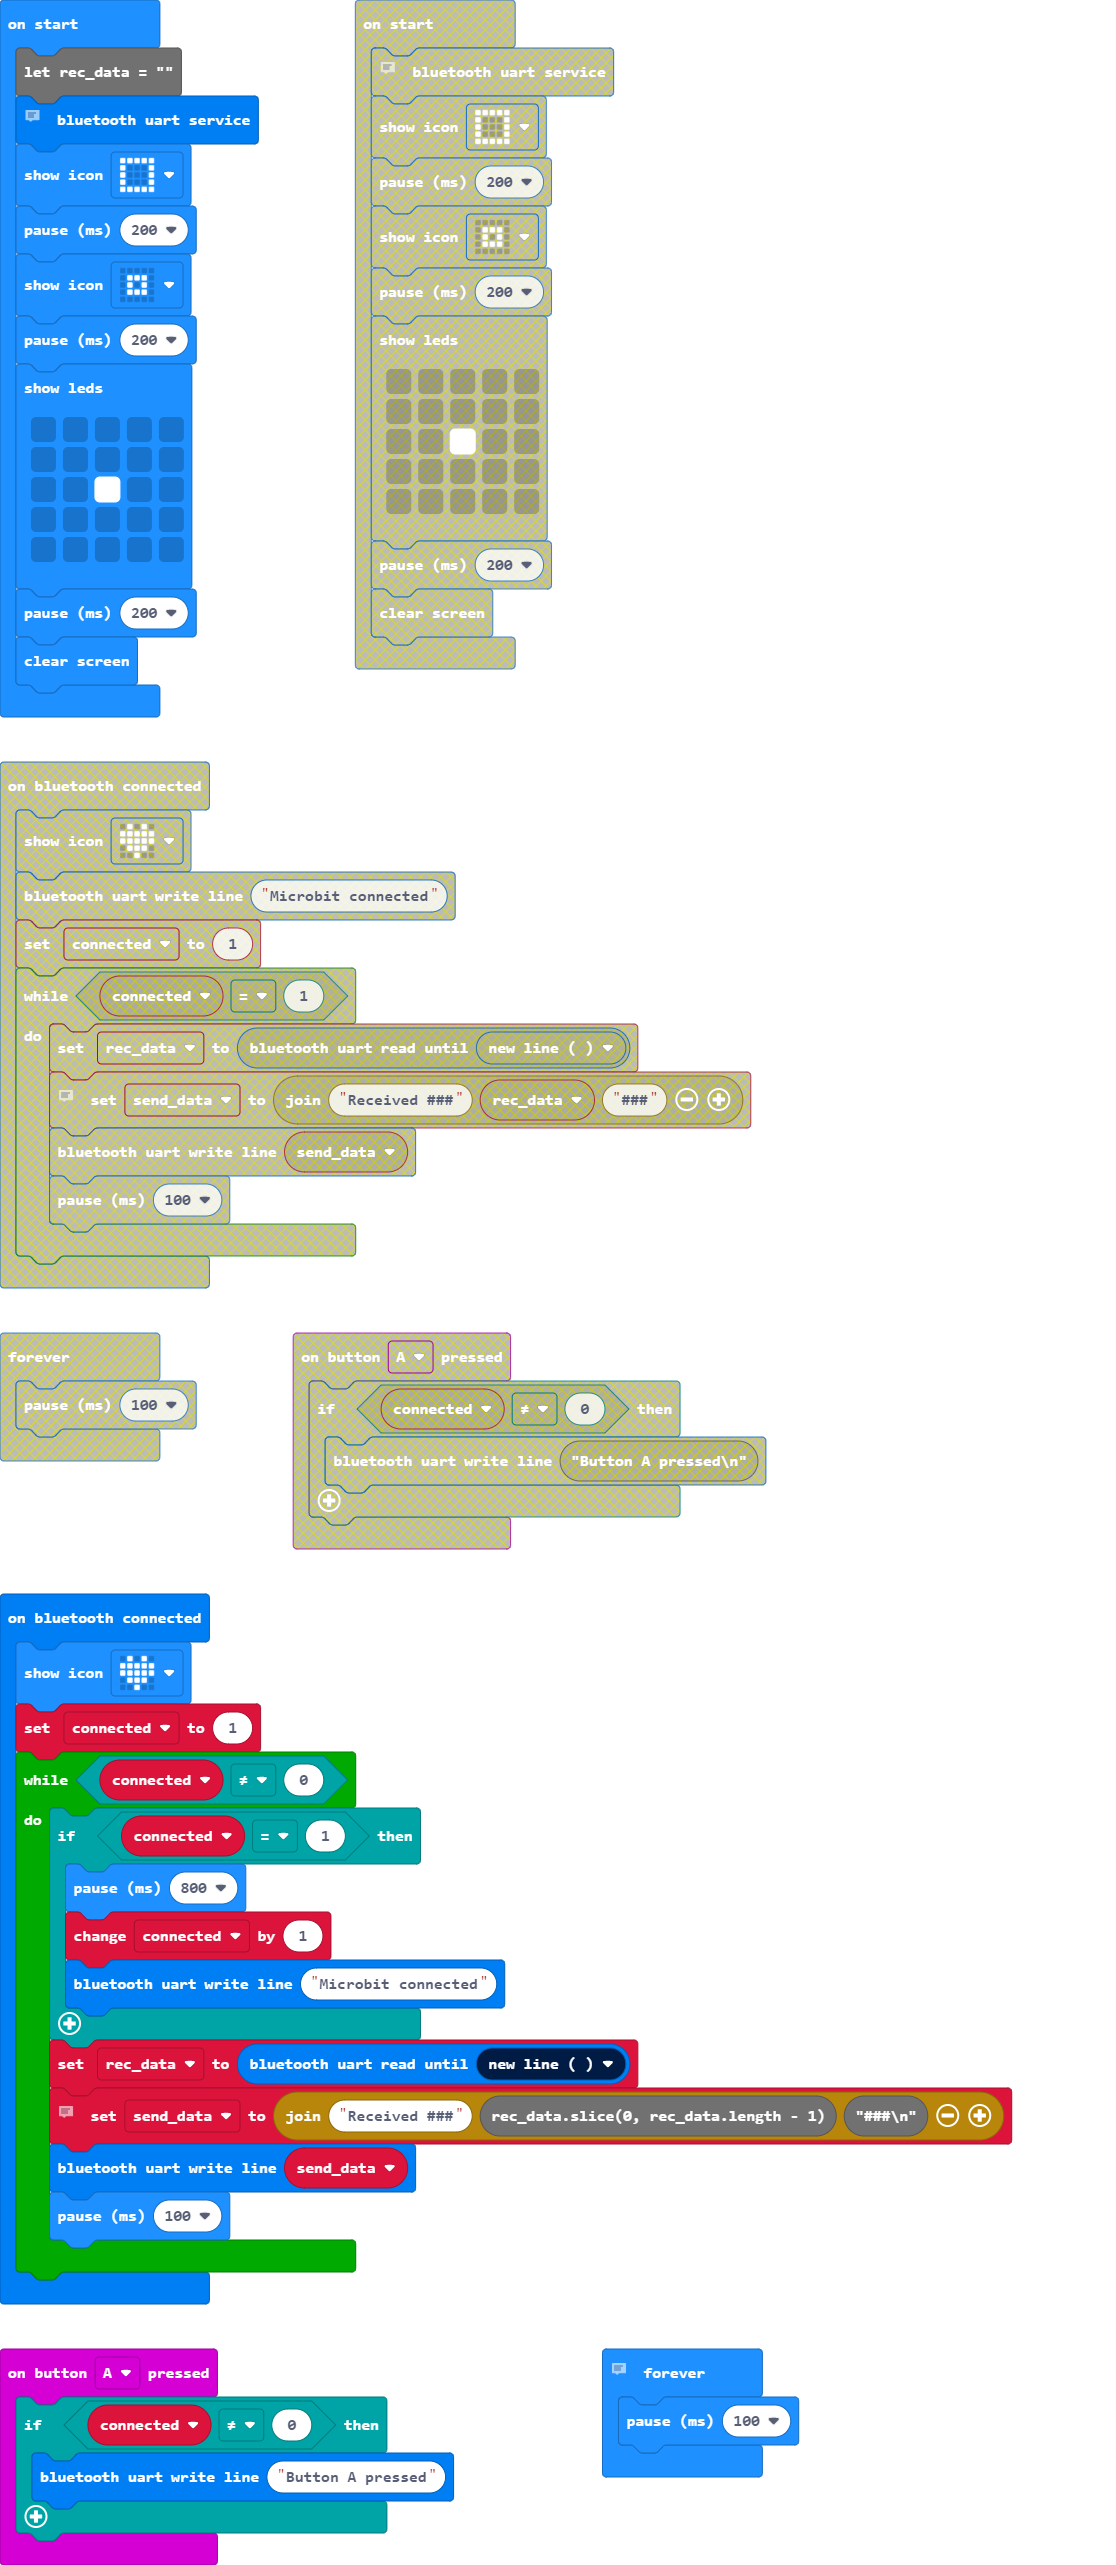 on start
let rec_data = ""
bluetooth uart service
show icon
pause (ms) 200
show icon
pause (ms) 200
show leds
pause (ms) 200
clear screen
on start
bluetooth uart service
show icon
pause (ms) 200
show icon
pause (ms) 200
show leds
pause (ms) 200
clear screen
on bluetooth connected
show icon
bluetooth uart write line "Microbit connected"
set connected to 1
while connected = 1
do
set rec_data to bluetooth uart read until new line ( )
set send_data to join "Received ###" rec_data "###"
bluetooth uart write line send_data
pause (ms) 100
forever
pause (ms) 100
on button A pressed
if connected ≠ 0 then
bluetooth uart write line "Button A pressed\n"
on bluetooth connected
show icon
set connected to 1
while connected ≠ 0
do
if connected = 1 then
pause (ms) 800
change connected by 1
bluetooth uart write line "Microbit connected"
set rec_data to bluetooth uart read until new line ( )
set send_data to join "Received ###" rec_data.slice(0, rec_data.length - 1) "###\n"
bluetooth uart write line send_data
pause (ms) 100
on button A pressed
if connected ≠ 0 then
bluetooth uart write line "Button A pressed"
forever
pause (ms) 100